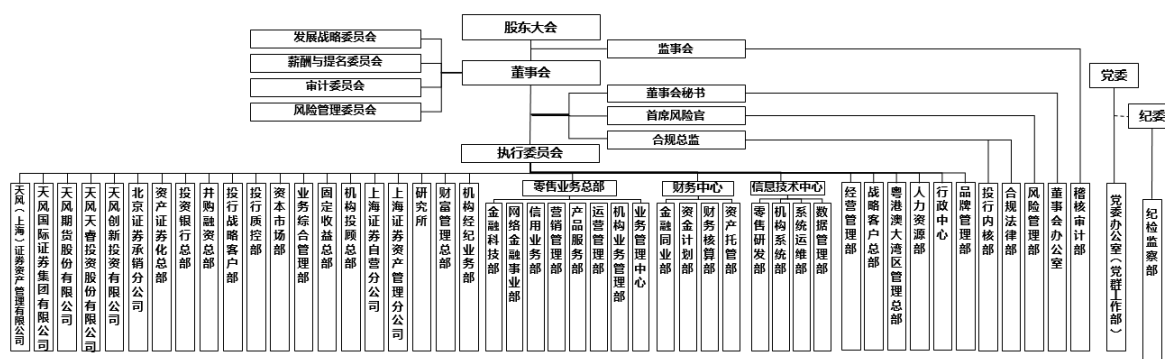 股东大会
发展战略委员会
监事会
薪酬与提名委员会
董事会
党委
审计委员会
董事会秘书
风险管理委员会
首席风险官
纪委
合规总监
执行委员会
零售业务总部
财务中心
信息技术中心
天风（上海）证券资产管理有限公司
天风国际证券集团有限公司
天风期货股份有限公司
天风天睿投资股份有限公司
天风创新投资有限公司
北京证券承销分公司
资产证券化总部
投资银行总部
并购融资总部
投行战略客户部
投行质控部
资本市场部
业务综合管理部
固定收益总部
机构投顾总部
上海证券自营分公司
上海证券资产管理分公司
研究所
财富管理总部
机构经纪业务部
金融科技部
网络金融事业部
信用业务部
营销管理部
产品服务部
运营管理部
机构业务管理部
业务管理中心
金融同业部
资金计划部
财务核算部
资产托管部
零售研发部
机构系统部
系统运维部
数据管理部
经营管理部
战略客户总部
粤港澳大湾区管理总部
人力资源部
行政中心
品牌管理部
投行内核部
合规法律部
风险管理部
董事会办公室
稽核审计部
党委办公室（党群工作部）
纪检监察部